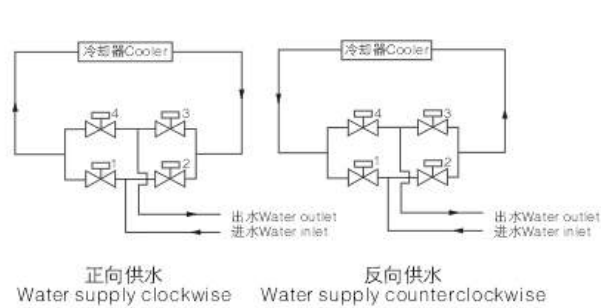 冷却器Cooler
4
3
1
2
出水Water outlet
进水Water inlet
正向供水
Water supply clockwise
冷却器Cooler
4
3
1
2
出水Water outlet
进水Water inlet
反向供水
Water supply counterclockwise